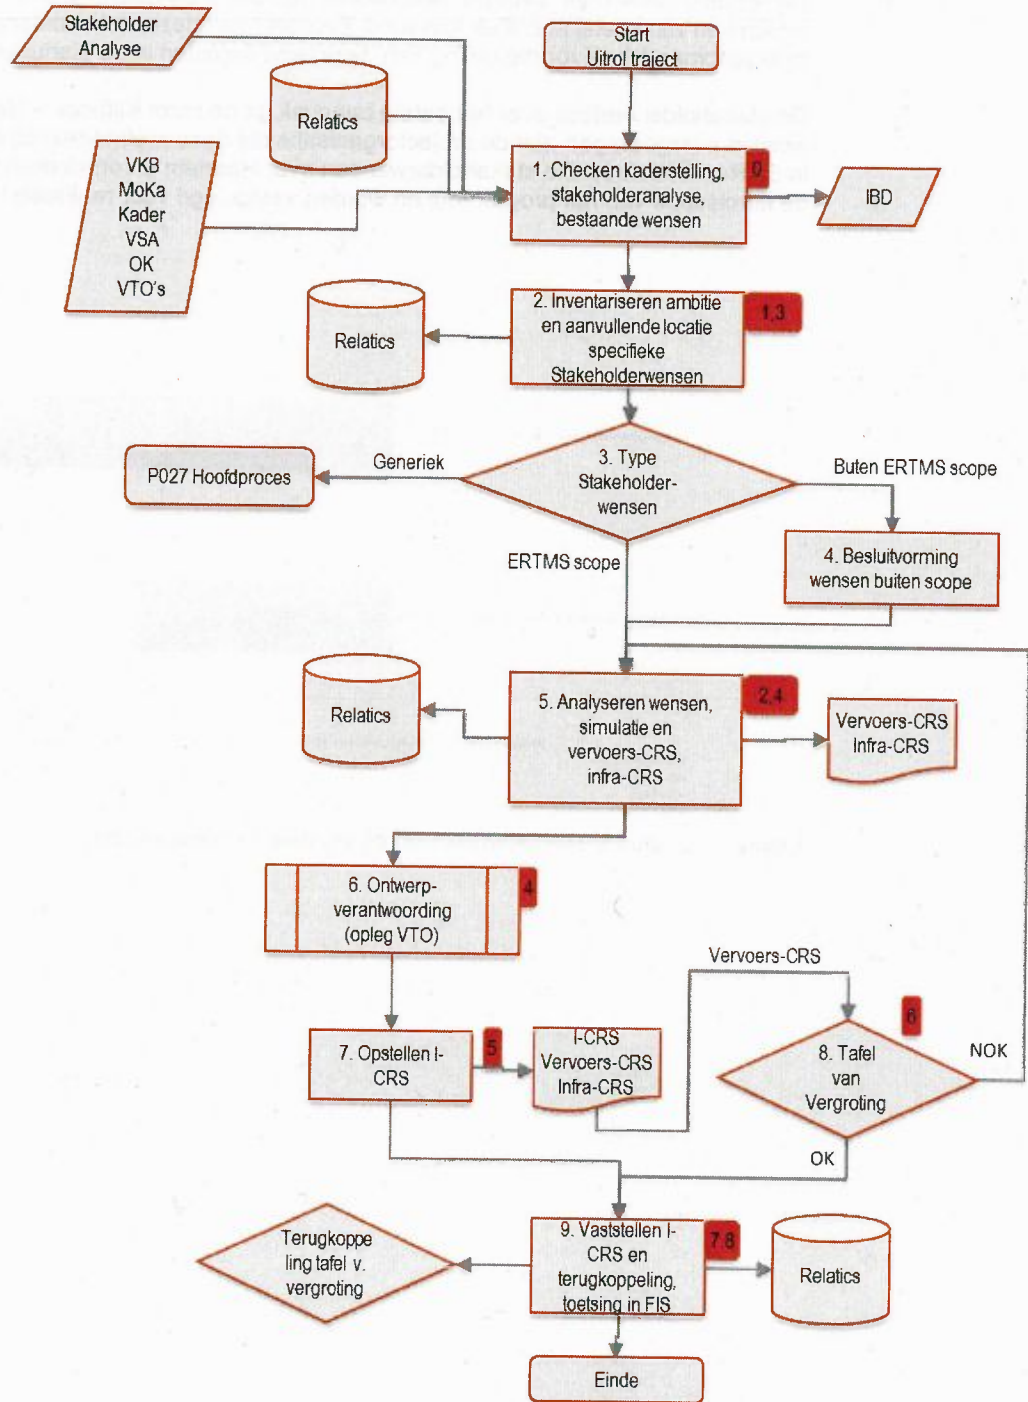 Stakeholder
Analyse
Start
Uitrol traject
Relatics
VKB
MoKa
Kader
VSA
OK
VTO's
1. Checken kaderstelling,
stakeholderanalyse,
bestaande wensen
0
IBD
2. Inventariseren ambitie
en aanvullende locatie
specifieke
Stakeholderwensen
1,3
Relatics
3. Type
Stakeholder-
wensen
Generiek
P027 Hoofdproces
Buten ERTMS scope
ERTMS scope
4. Besluitvorming
wensen buiten scope
5. Analyseren wensen,
simulatie en
vervoers-CRS,
infra-CRS
2,4
Relatics
Vervoers-CRS
Infra-CRS
6. Ontwerp-
verantwoording
(opleg VTO)
4
Vervoers-CRS
7. Opstellen I-
CRS
5
I-CRS
Vervoers-CRS
Infra-CRS
6
8. Tafel
van
Vergroting
NOK
OK
9. Vaststellen I-
CRS en
terugkoppeling,
toetsing in FIS
7,8
Relatics
Terugkoppe
ling tafel v.
vergroting
Einde